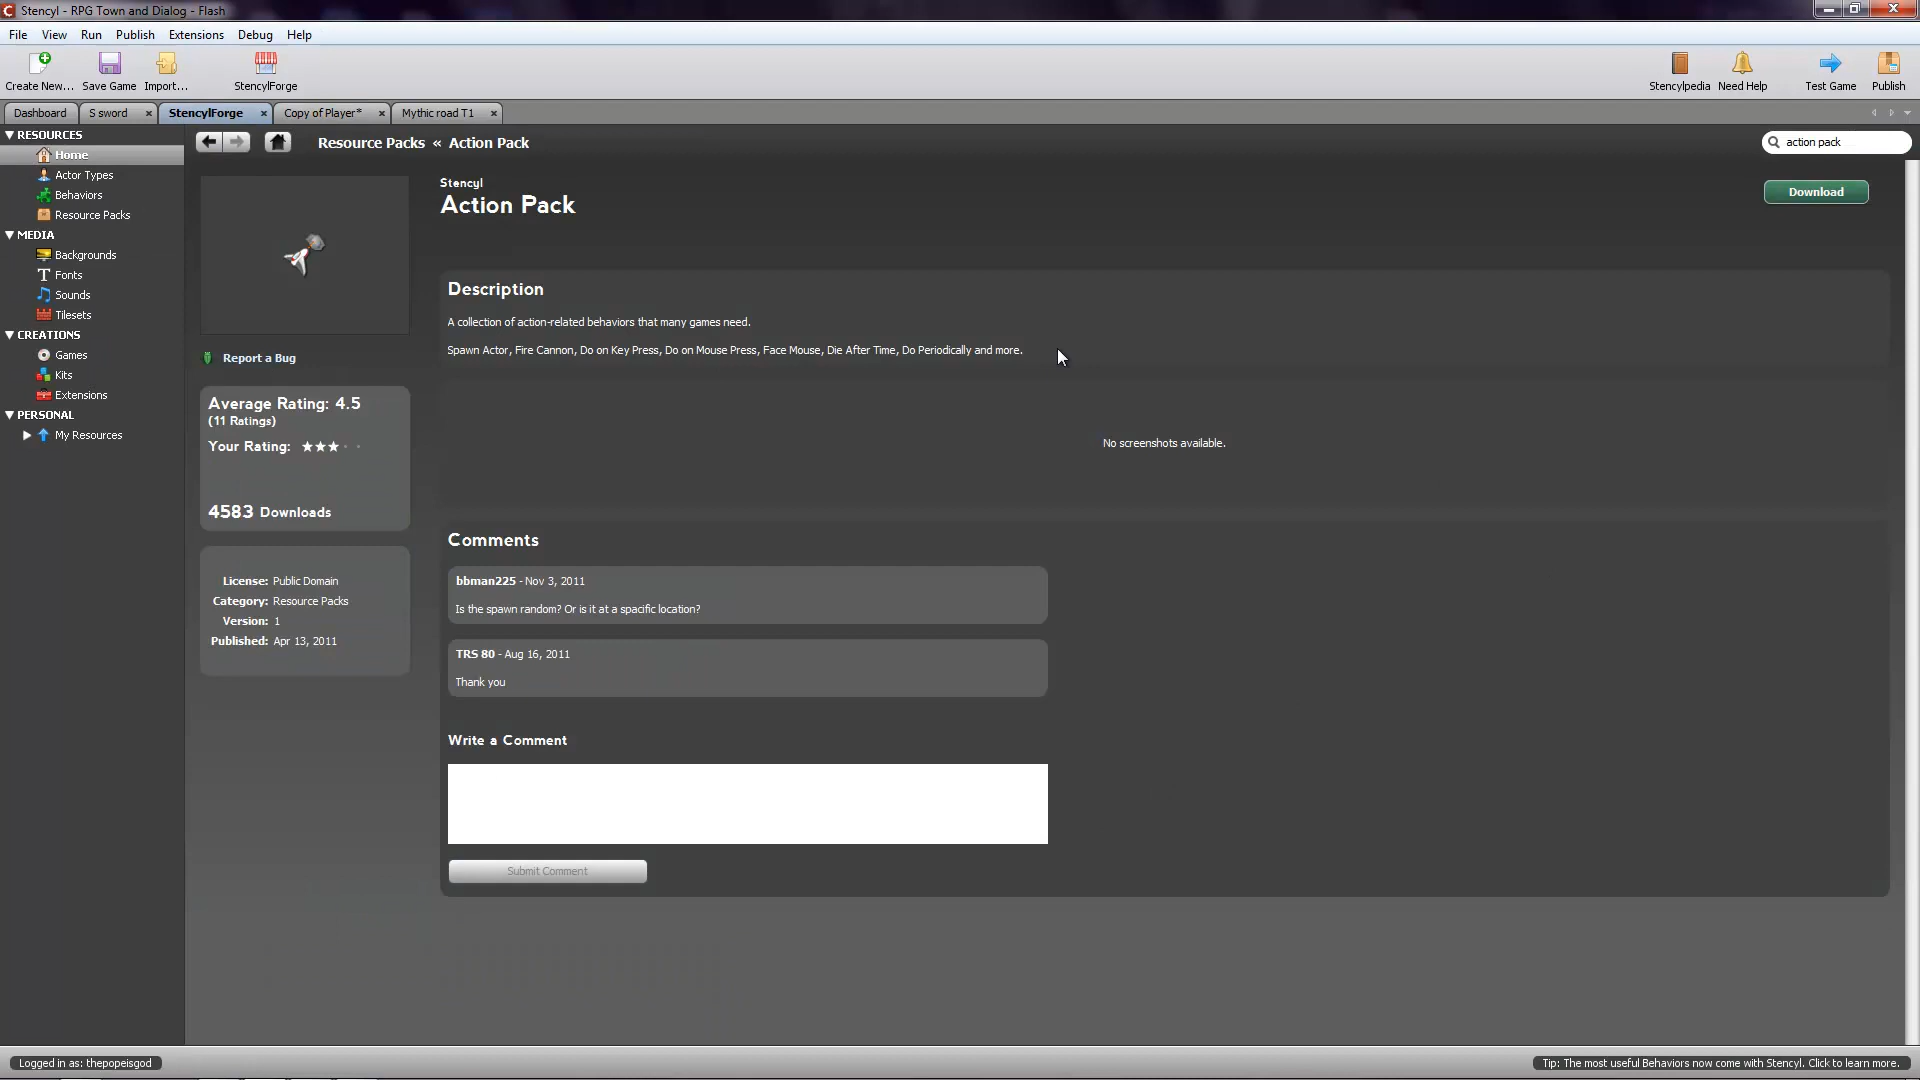 Stencyl - RPG Town and Dialog - Flash
File View Run Publish Extensions Debug Help
Create New... Save Game Import... StencylForge Stencylpedia Need Help Test Game Publish
Dashboard S sword StencylForge Copy of Player* Mythic road T1
RESOURCES
Home
Actor Types
Behaviors
Resource Packs
MEDIA
Backgrounds
Fonts
Sounds
Tilesets
CREATIONS
Games
Kits
Extensions
PERSONAL
My Resources
Resource Packs « Action Pack
action pack
Stencyl
Action Pack
Download
Report a Bug
Average Rating: 4.5
(11 Ratings)
Your Rating:
4583 Downloads
License: Public Domain
Category: Resource Packs
Version: 1
Published: Apr 13, 2011
Description
A collection of action-related behaviors that many games need.
Spawn Actor, Fire Cannon, Do on Key Press, Do on Mouse Press, Face Mouse, Die After Time, Do Periodically and more.
No screenshots available.
Comments
bbman225 - Nov 3, 2011
Is the spawn random? Or is it at a spacific location?
TRS 80 - Aug 16, 2011
Thank you
Write a Comment
Submit Comment
Logged in as: thepopeisgod
Tip: The most useful Behaviors now come with Stencyl. Click to learn more.